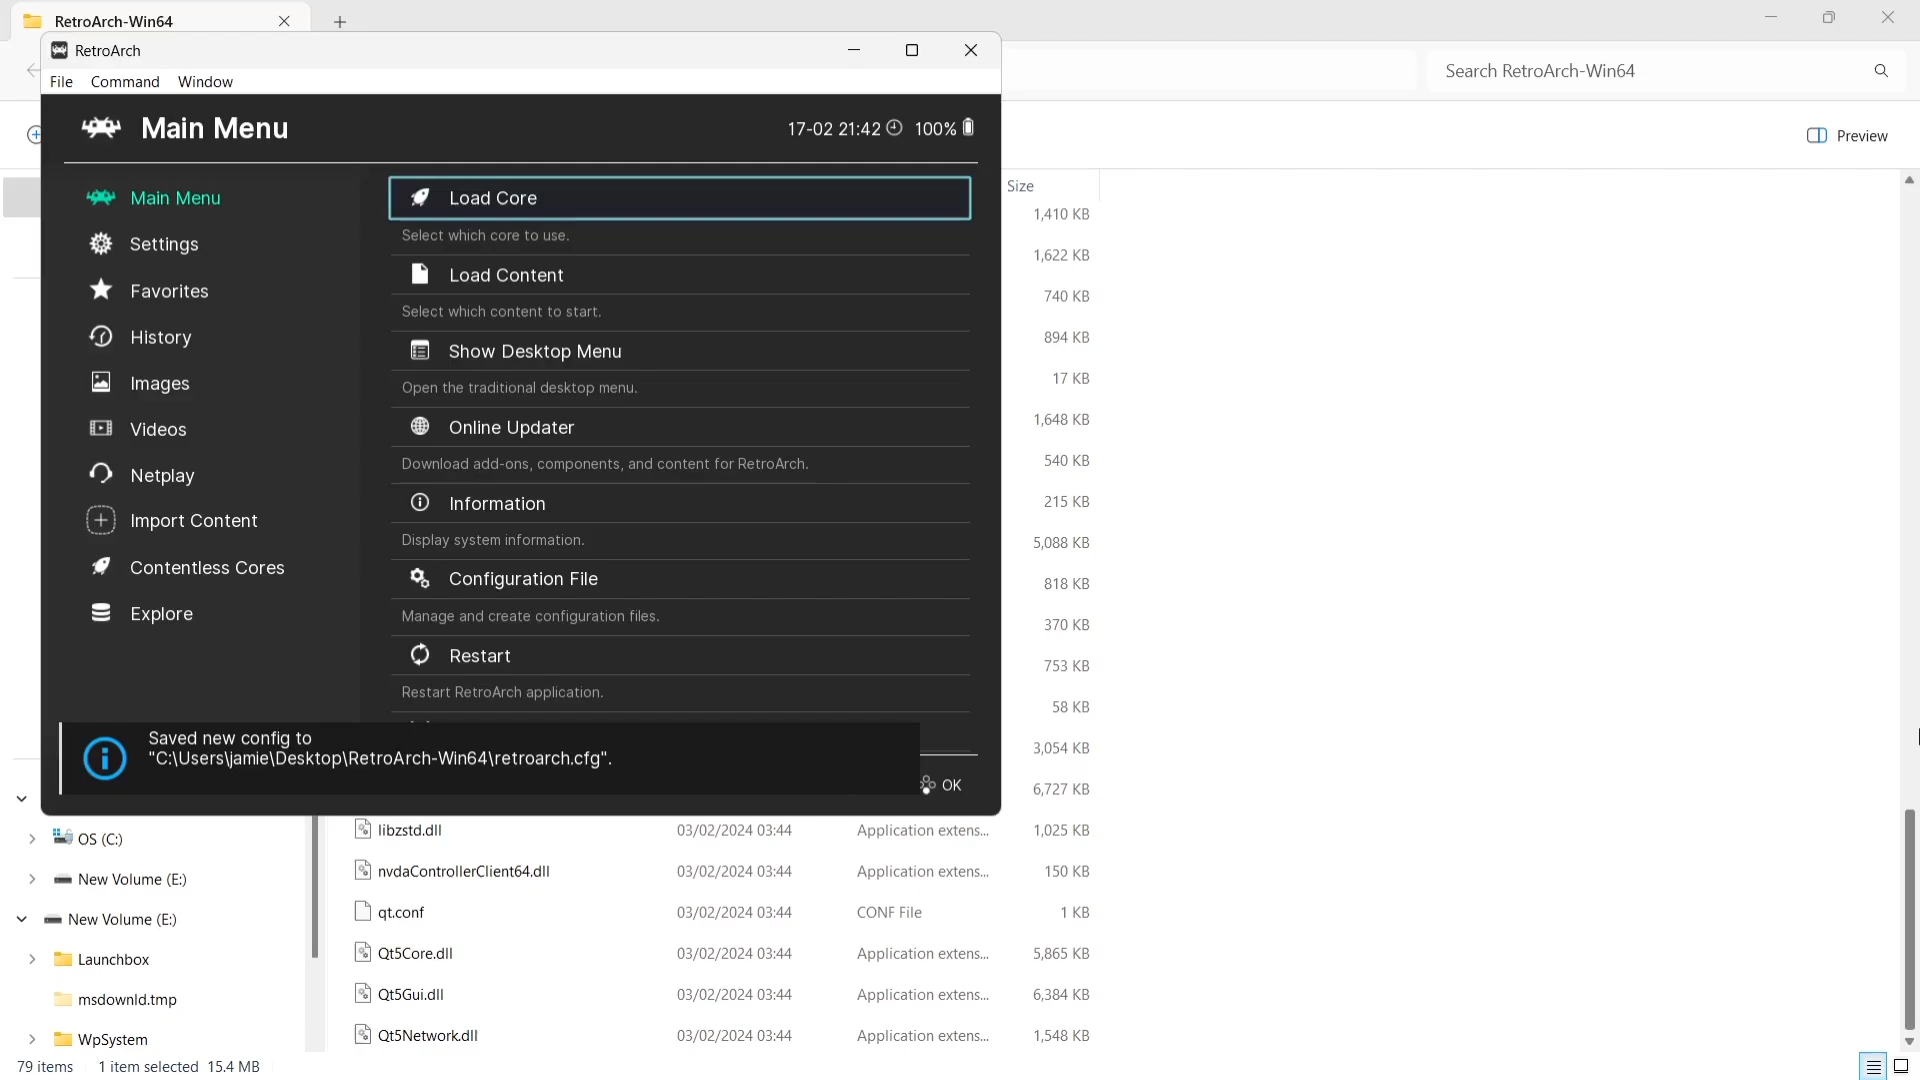 RetroArch-Win64
RetroArch
File Command Window
Search RetroArch-Win64
Main Menu
17-02 21:42 100%
Preview
Main Menu
Settings
Favorites
History
Images
Videos
Netplay
Import Content
Contentless Cores
Explore
Load Core
Select which core to use.
Load Content
Select which content to start.
Show Desktop Menu
Open the traditional desktop menu.
Online Updater
Download add-ons, components, and content for RetroArch.
Information
Display system information.
Configuration File
Manage and create configuration files.
Restart
Restart RetroArch application.
Saved new config to
"C:\Users\jamie\Desktop\RetroArch-Win64\retroarch.cfg".
OK
Size
1,410 KB
1,622 KB
740 KB
894 KB
17 KB
1,648 KB
540 KB
215 KB
5,088 KB
818 KB
370 KB
753 KB
58 KB
3,054 KB
6,727 KB
OS (C:)
New Volume (E:)
New Volume (E:)
Launchbox
msdownld.tmp
WpSystem
libzstd.dll 03/02/2024 03:44 Application extens... 1,025 KB
nvdaControllerClient64.dll 03/02/2024 03:44 Application extens... 150 KB
qt.conf 03/02/2024 03:44 CONF File 1 KB
Qt5Core.dll 03/02/2024 03:44 Application extens... 5,865 KB
Qt5Gui.dll 03/02/2024 03:44 Application extens... 6,384 KB
Qt5Network.dll 03/02/2024 03:44 Application extens... 1,548 KB
79 items 1 item selected 15.4 MB